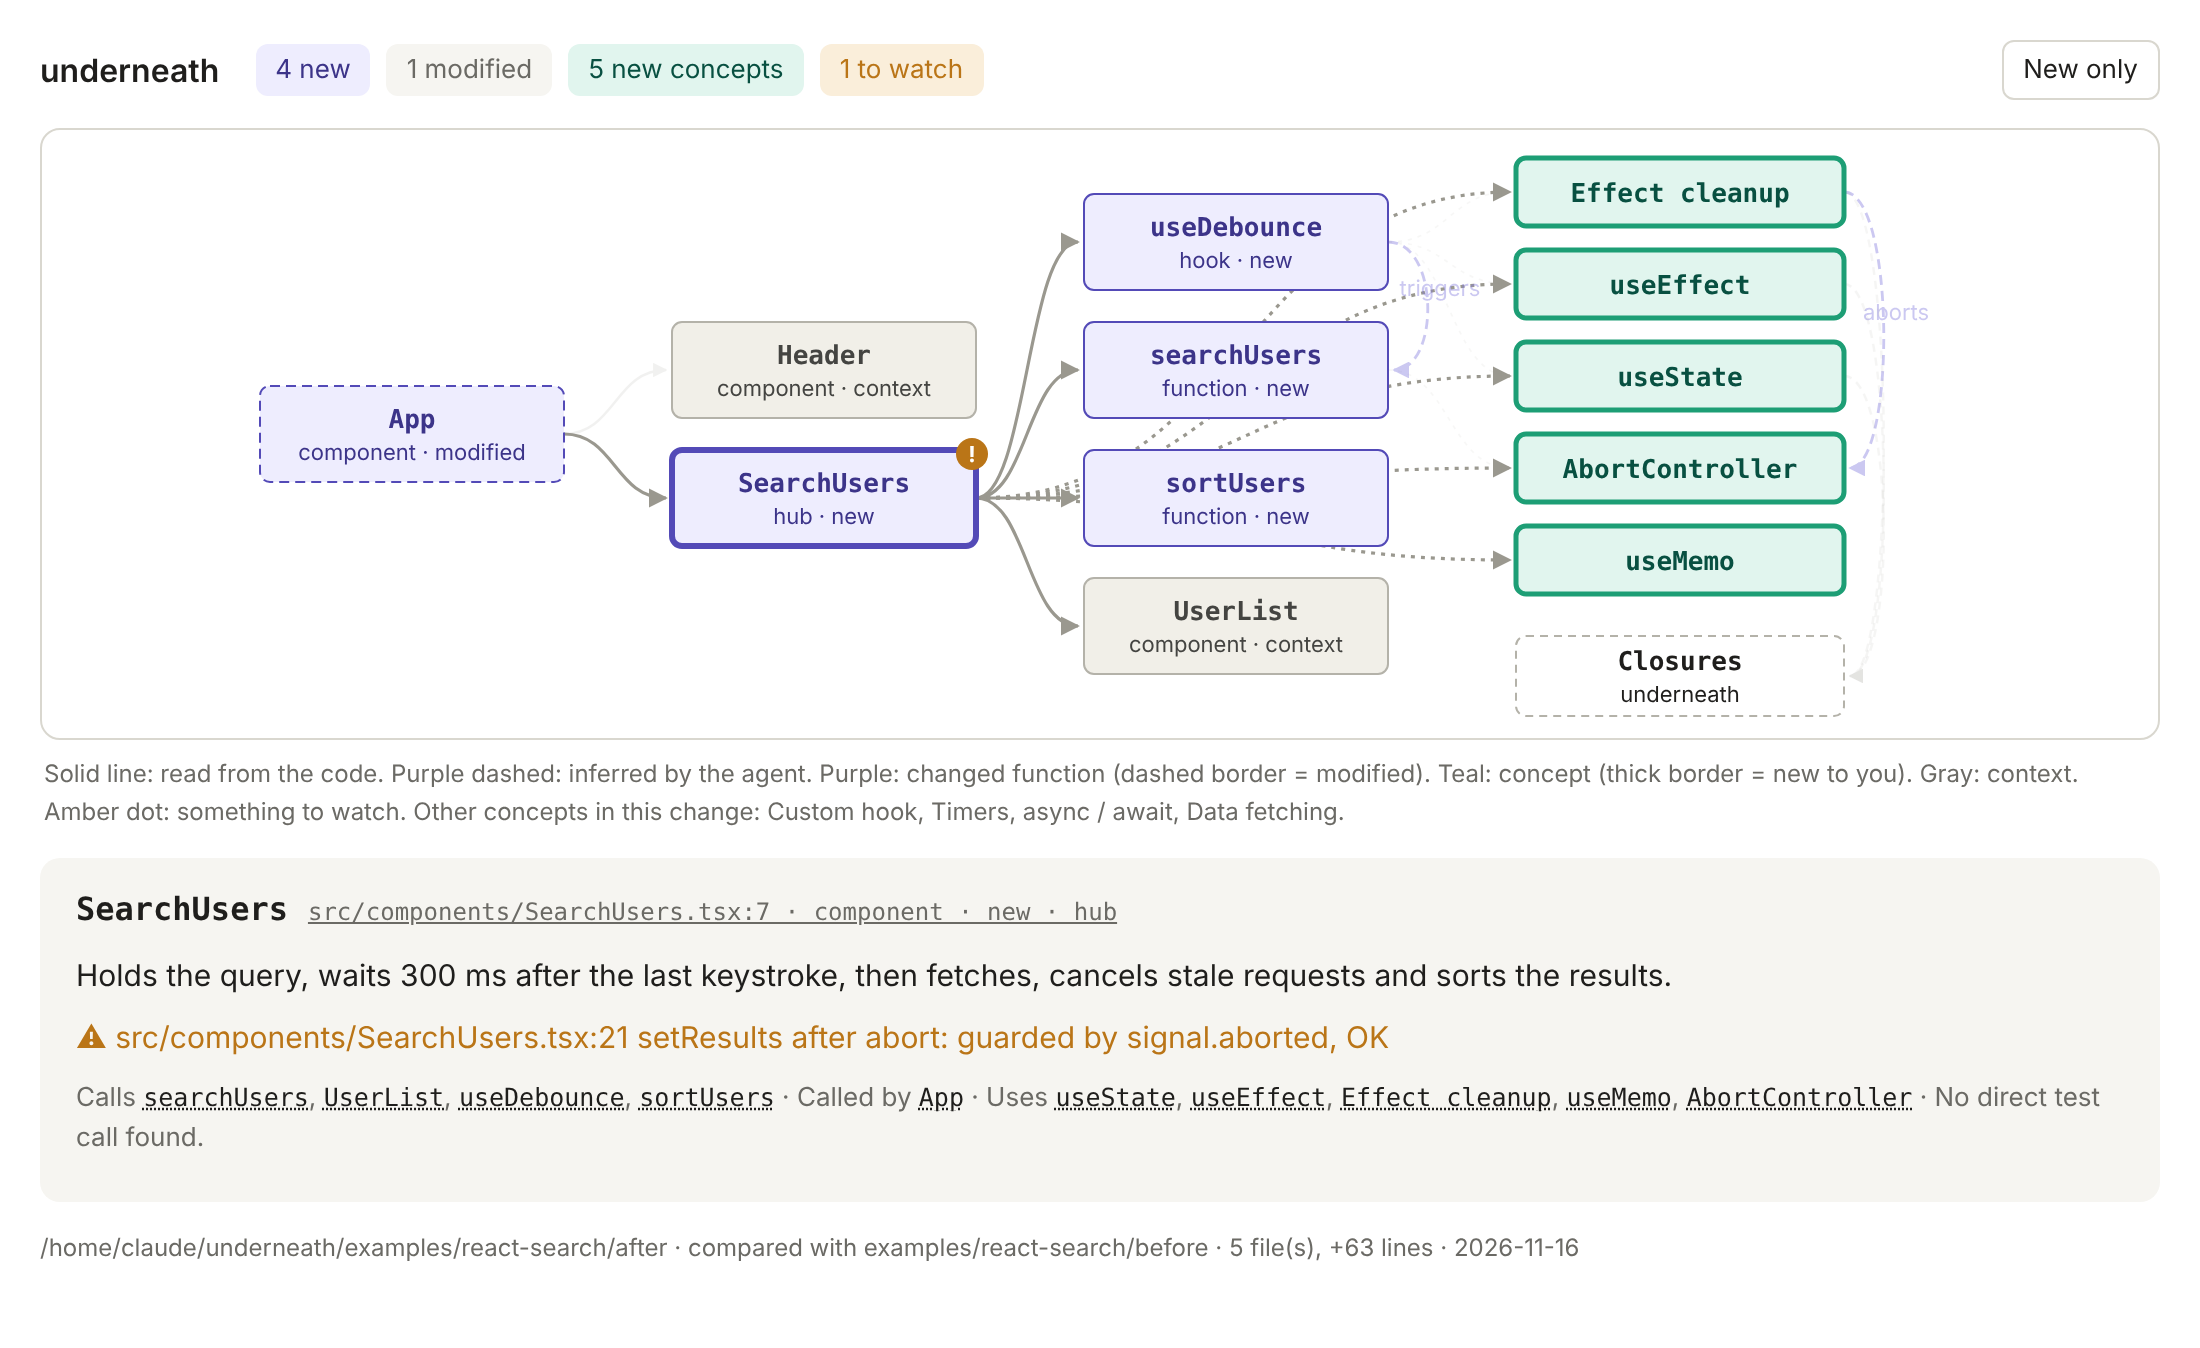 underneath
4 new
1 modified
5 new concepts
1 to watch
New only
Effect cleanup
useDebounce
hook · new
useEffect
triggers
aborts
Header
component · context
searchUsers
function · new
useState
App
component · modified
SearchUsers
hub · new
!
sortUsers
function · new
AbortController
useMemo
UserList
component · context
Closures
underneath
Solid line: read from the code. Purple dashed: inferred by the agent. Purple: changed function (dashed border = modified). Teal: concept (thick border = new to you). Gray: context.
Amber dot: something to watch. Other concepts in this change: Custom hook, Timers, async / await, Data fetching.
SearchUsers src/components/SearchUsers.tsx:7 · component · new · hub
Holds the query, waits 300 ms after the last keystroke, then fetches, cancels stale requests and sorts the results.
⚠ src/components/SearchUsers.tsx:21 setResults after abort: guarded by signal.aborted, OK
Calls searchUsers, UserList, useDebounce, sortUsers · Called by App · Uses useState, useEffect, Effect cleanup, useMemo, AbortController · No direct test
call found.
/home/claude/underneath/examples/react-search/after · compared with examples/react-search/before · 5 file(s), +63 lines · 2026-11-16